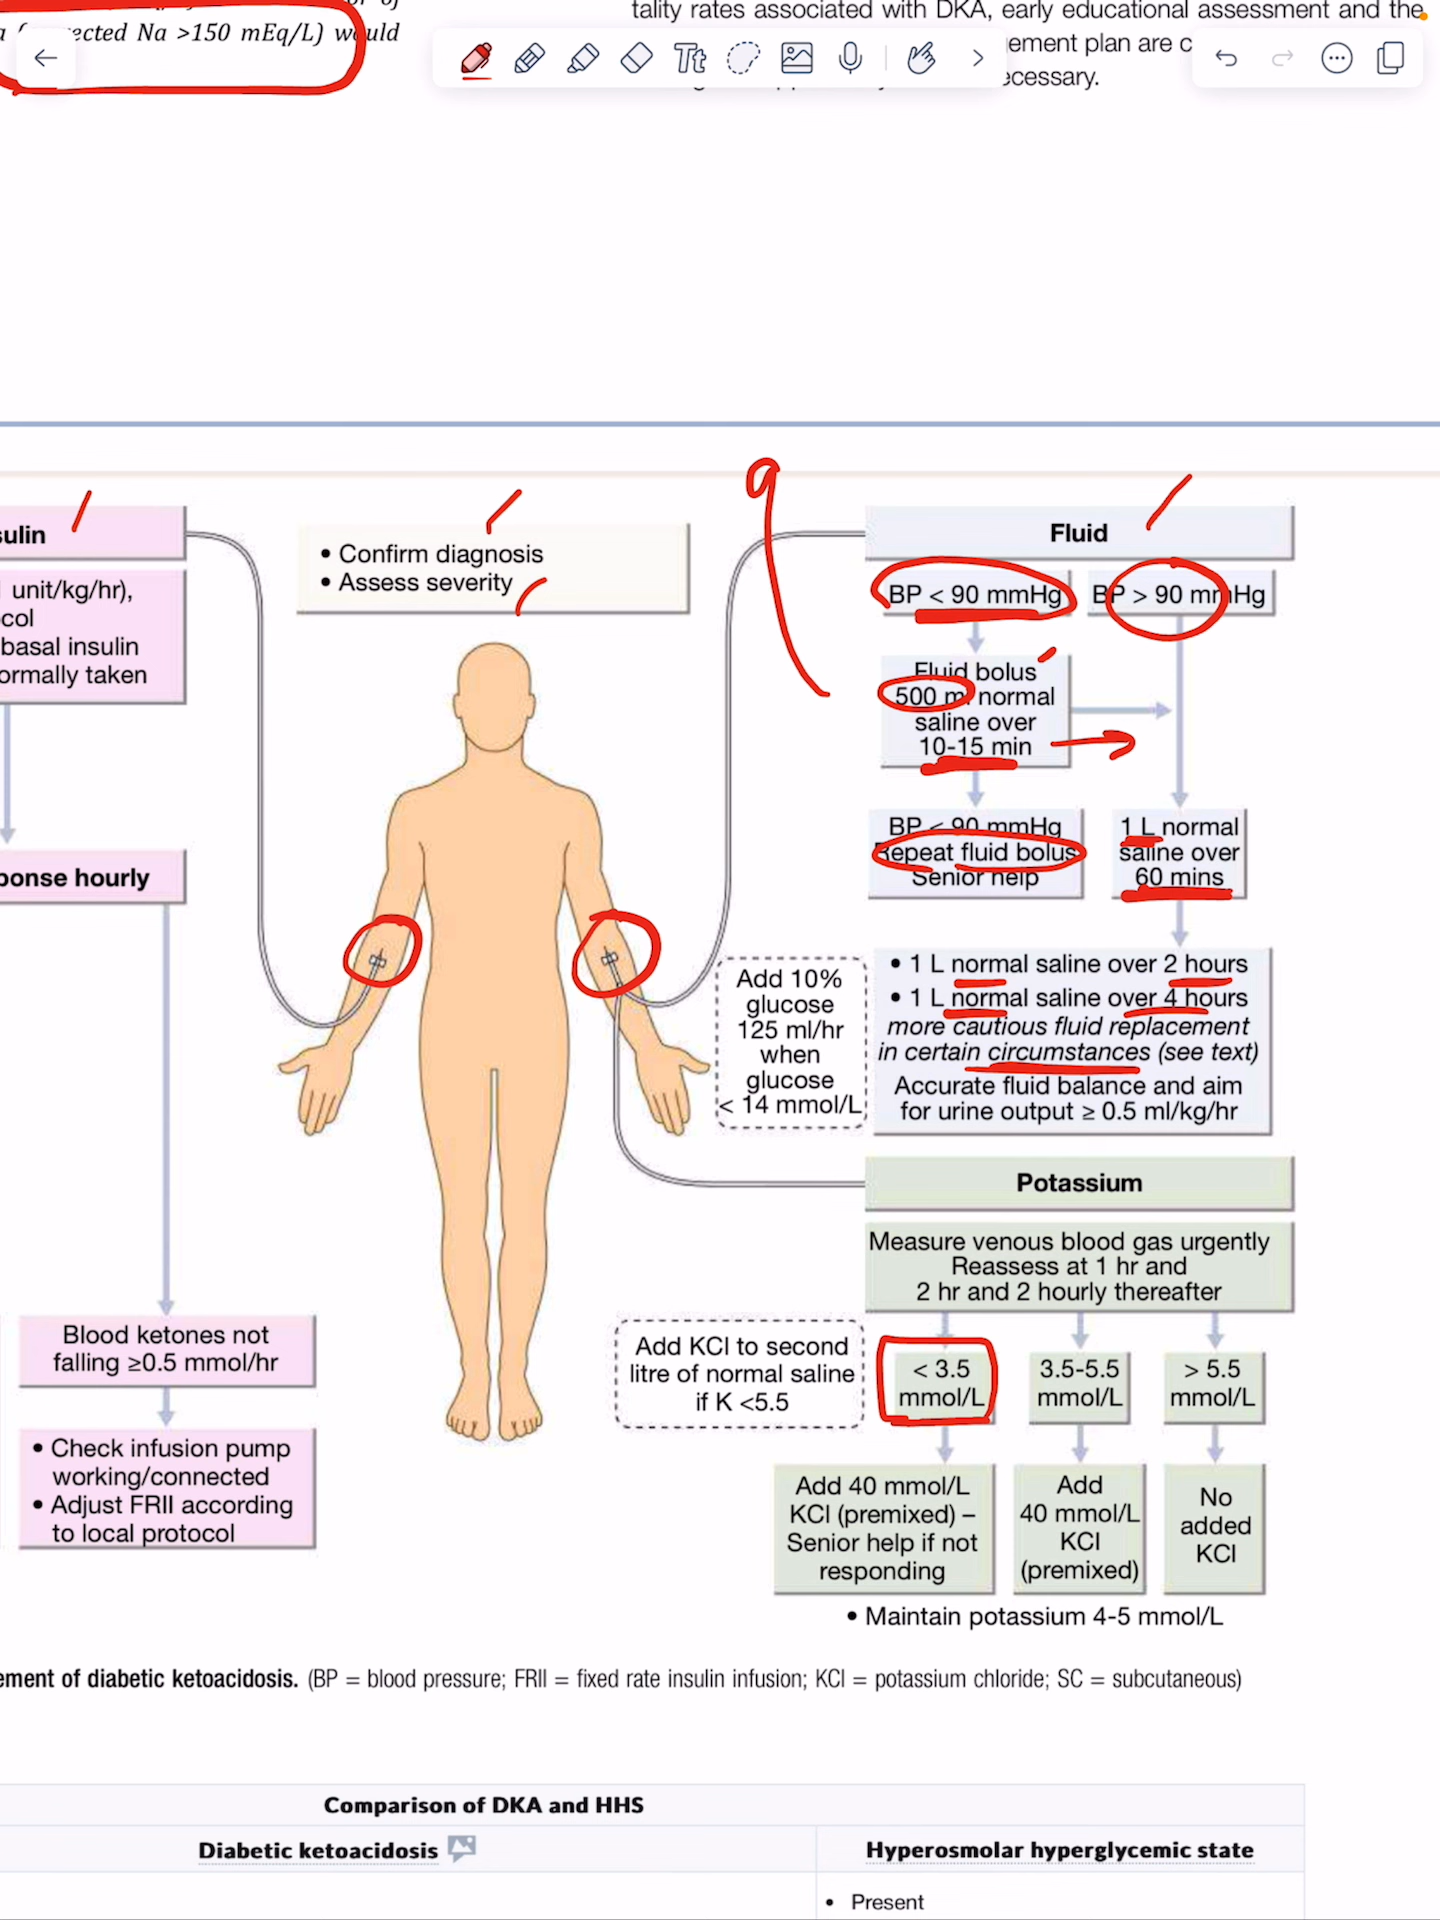 tality rates associated with DKA, early educational assessment and the
(corrected Na >150 mEq/L) would
ement plan are
necessary.
Tt
sulin
unit/kg/hr),
col
basal insulin
ormally taken
ponse hourly
Blood ketones not
falling ≥0.5 mmol/hr
• Check infusion pump
working/connected
• Adjust FRII according
to local protocol
• Confirm diagnosis
• Assess severity
Fluid
BP < 90 mmHg
BP > 90 mmHg
Fluid bolus
500 ml normal
saline over
10-15 min
BP < 90 mmHg
Repeat fluid bolus
Senior help
1 L normal
saline over
60 mins
• 1 L normal saline over 2 hours
• 1 L normal saline over 4 hours
more cautious fluid replacement
in certain circumstances (see text)
Accurate fluid balance and aim
for urine output ≥ 0.5 ml/kg/hr
Add 10%
glucose
125 ml/hr
when
glucose
< 14 mmol/L
Potassium
Measure venous blood gas urgently
Reassess at 1 hr and
2 hr and 2 hourly thereafter
Add KCl to second
litre of normal saline
if K <5.5
< 3.5
mmol/L
3.5-5.5
mmol/L
> 5.5
mmol/L
Add 40 mmol/L
KCl (premixed) –
Senior help if not
responding
Add
40 mmol/L
KCl
(premixed)
No
added
KCl
• Maintain potassium 4-5 mmol/L
ement of diabetic ketoacidosis. (BP = blood pressure; FRII = fixed rate insulin infusion; KCl = potassium chloride; SC = subcutaneous)
Comparison of DKA and HHS
Diabetic ketoacidosis
Hyperosmolar hyperglycemic state
• Present